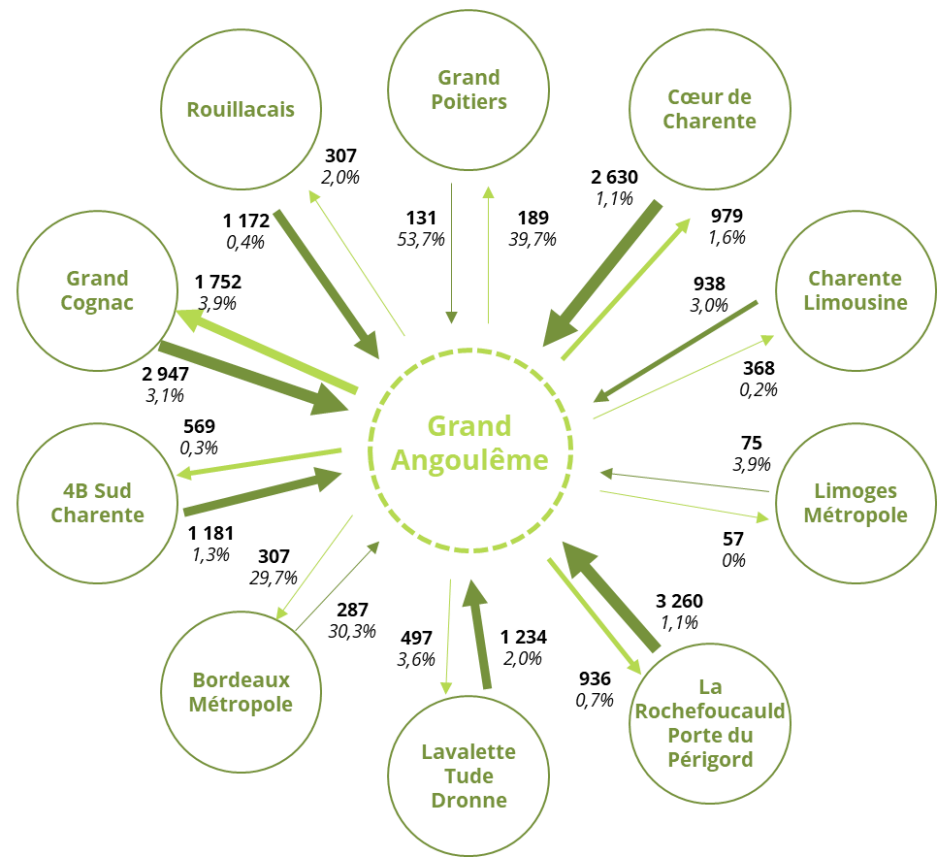 Grand
Poitiers
Rouillacais
Cœur de
Charente
307
2,0%
2 630
1,1%
1 172
0,4%
131
53,7%
189
39,7%
979
1,6%
Grand
Cognac
1 752
3,9%
938
3,0%
Charente
Limousine
2 947
3,1%
368
0,2%
569
0,3%
Grand
Angoulême
75
3,9%
4B Sud
Charente
Limoges
Métropole
1 181
1,3%
57
0%
307
29,7%
287
30,3%
3 260
1,1%
497
3,6%
1 234
2,0%
936
0,7%
Bordeaux
Métropole
La
Rochefoucauld
Porte du
Périgord
Lavalette
Tude
Dronne